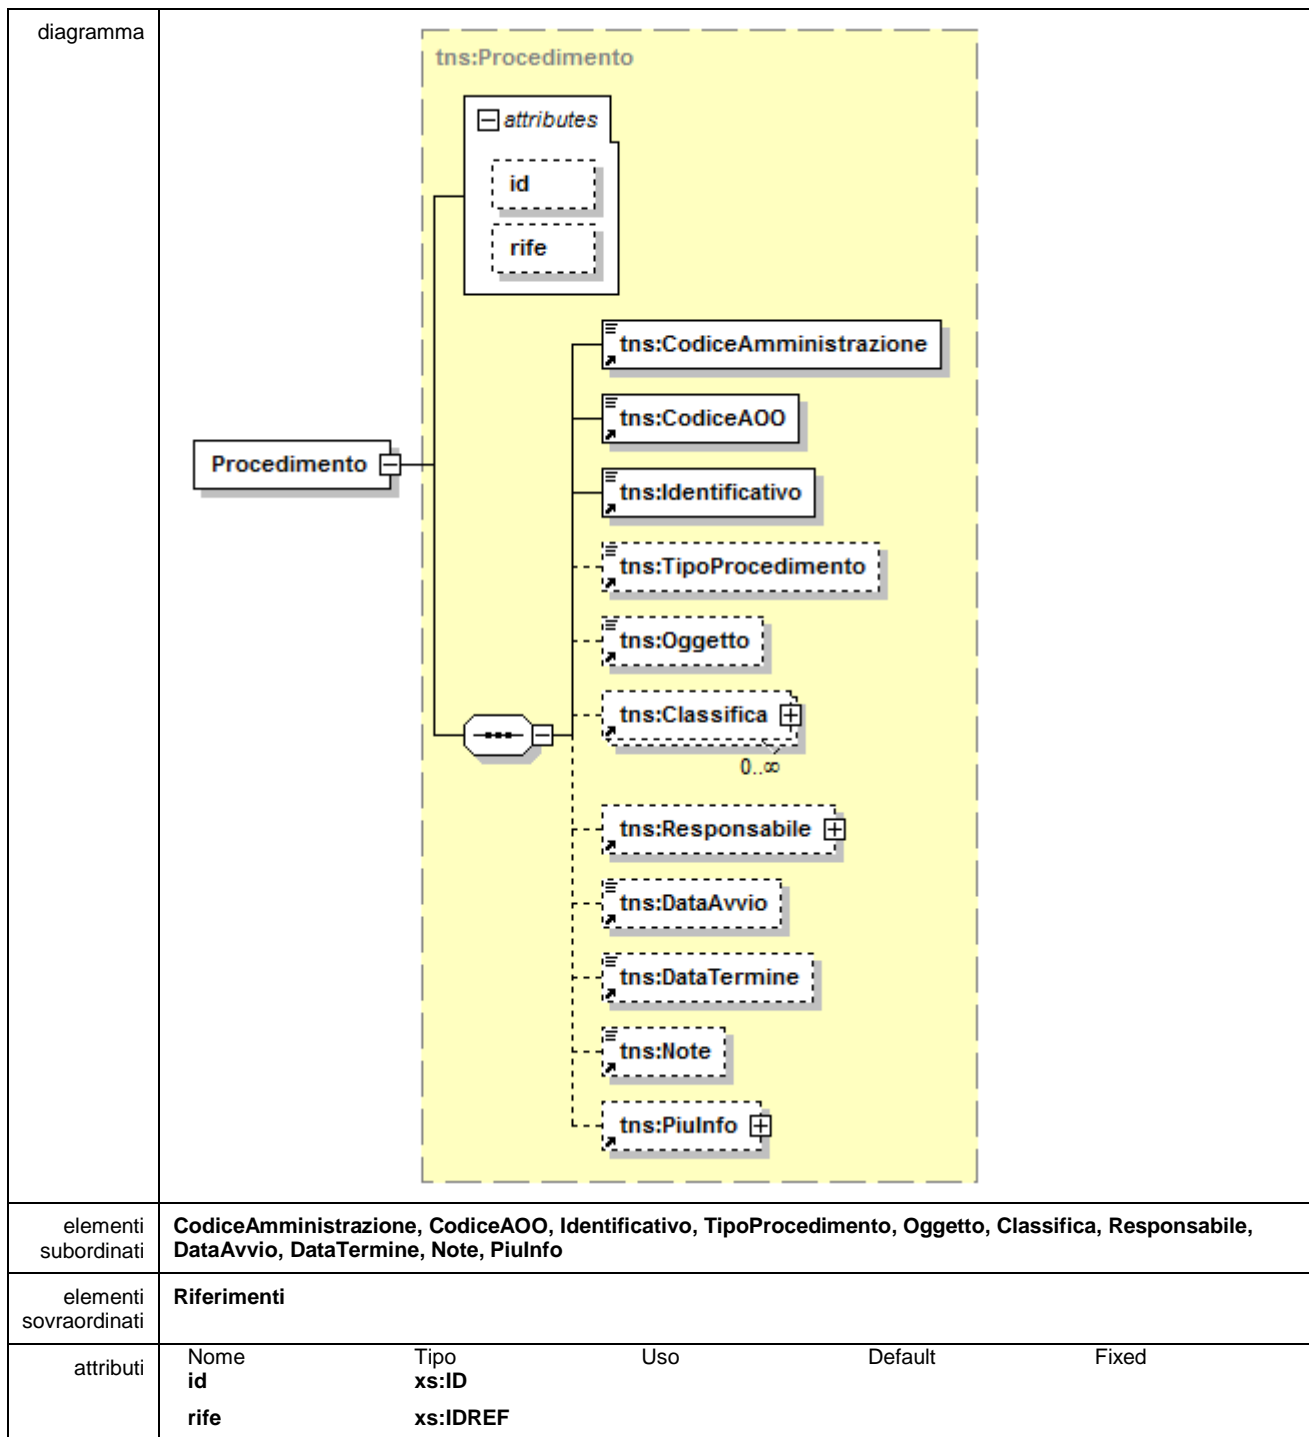 diagramma
tns:Procedimento
attributes
id
rife
tns:CodiceAmministrazione
tns:CodiceAOO
Procedimento
tns:Identificativo
tns:TipoProcedimento
tns:Oggetto
tns:Classifica
0..∞
tns:Responsabile
tns:DataAvvio
tns:DataTermine
tns:Note
tns:PiuInfo
elementi subordinati
CodiceAmministrazione, CodiceAOO, Identificativo, TipoProcedimento, Oggetto, Classifica, Responsabile,
DataAvvio, DataTermine, Note, PiuInfo
elementi sovraordinati
Riferimenti
attributi
Nome Tipo Uso Default Fixed
id xs:ID
rife xs:IDREF